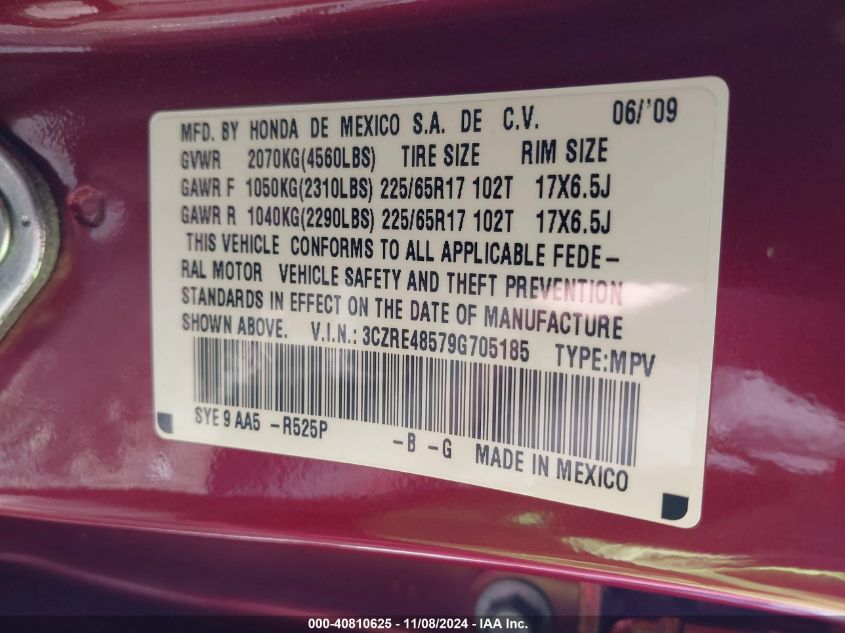 MFD. BY HONDA DE MEXICO S.A. DE C.V. 06/'09
GVWR 2070KG(4560LBS) TIRE SIZE RIM SIZE
GAWR F 1050KG(2310LBS) 225/65R17 102T 17X6.5J
GAWR R 1040KG(2290LBS) 225/65R17 102T 17X6.5J
THIS VEHICLE CONFORMS TO ALL APPLICABLE FEDE-
RAL MOTOR VEHICLE SAFETY AND THEFT PREVENTION
STANDARDS IN EFFECT ON THE DATE OF MANUFACTURE
SHOWN ABOVE. V.I.N.: 3CZRE48579G705185 TYPE:MPV
SYE 9 AA5 -R525P -B -G MADE IN MEXICO
000-40810625 - 11/08/2024 - IAA Inc.